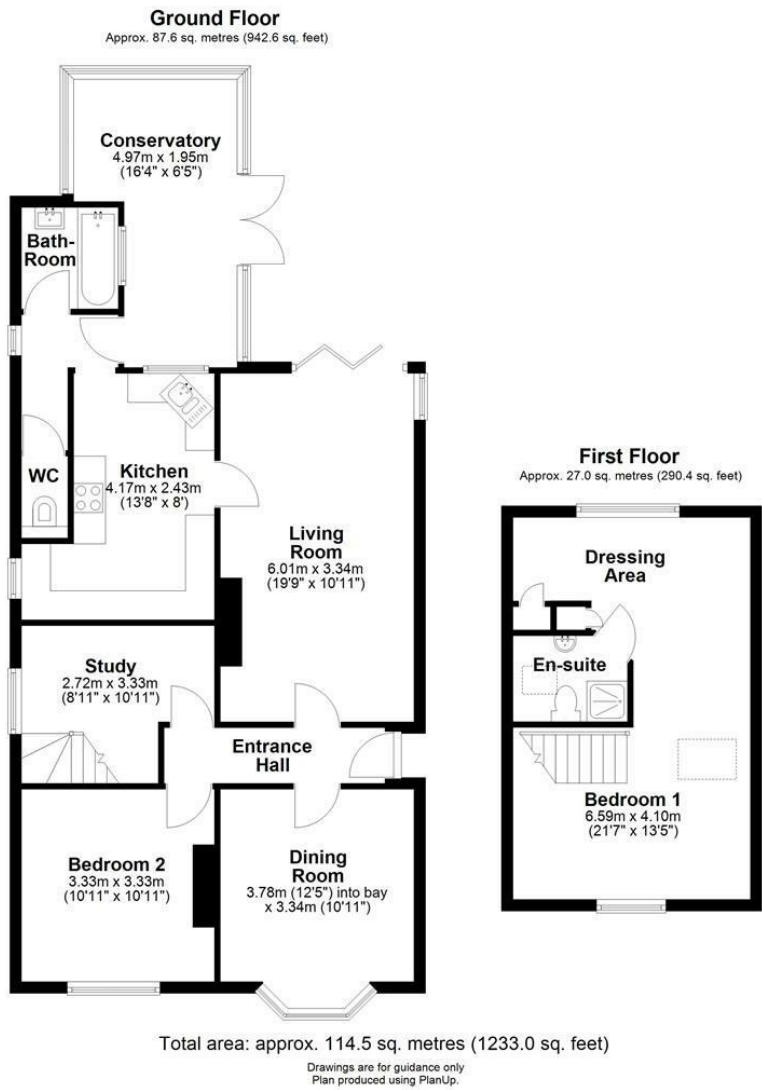 Ground Floor
Approx. 87.6 sq. metres (942.6 sq. feet)
Conservatory
4.97m x 1.95m
(16'4" x 6'5")
Bath-
Room
WC
Kitchen
4.17m x 2.43m
(13'8" x 8')
Living
Room
6.01m x 3.34m
(19'9" x 10'11")
Study
2.72m x 3.33m
(8'11" x 10'11")
Entrance
Hall
Bedroom 2
3.33m x 3.33m
(10'11" x 10'11")
Dining
Room
3.78m (12'5") into bay
x 3.34m (10'11")
First Floor
Approx. 27.0 sq. metres (290.4 sq. feet)
Dressing
Area
En-suite
Bedroom 1
6.59m x 4.10m
(21'7" x 13'5")
Total area: approx. 114.5 sq. metres (1233.0 sq. feet)
Drawings are for guidance only
Plan produced using PlanUp.